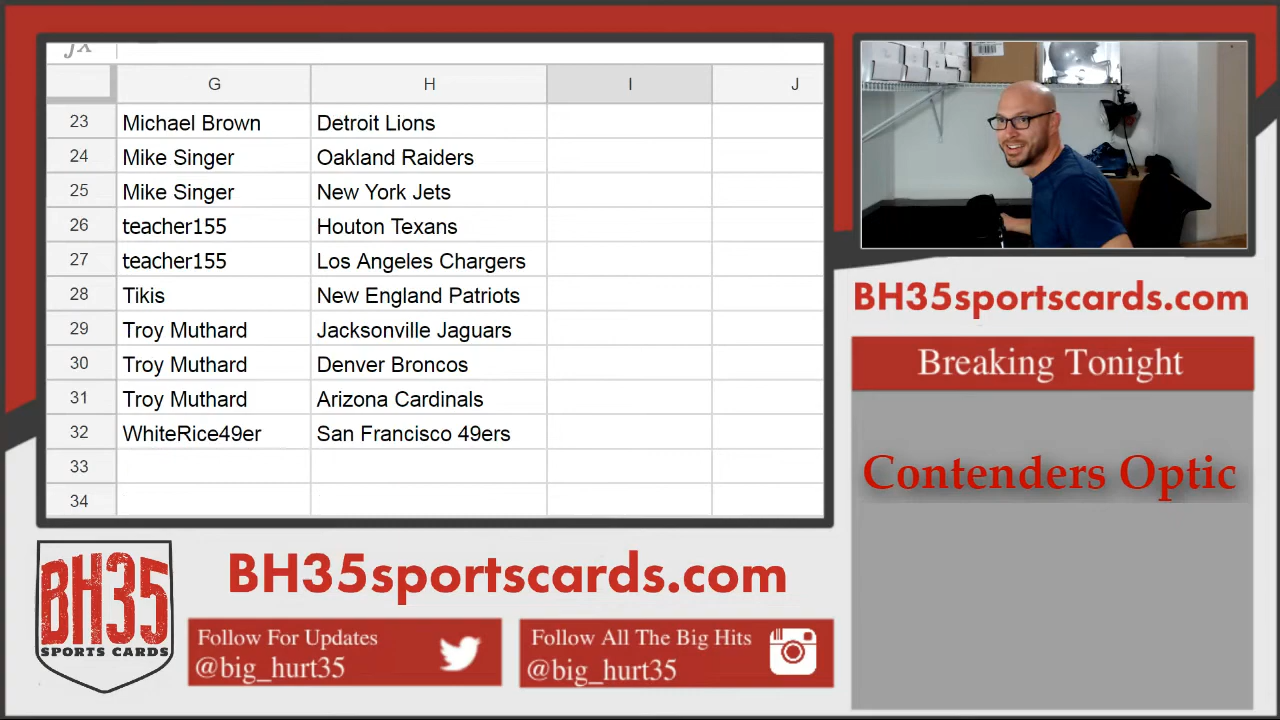 fx
G H I J
23 Michael Brown Detroit Lions
24 Mike Singer Oakland Raiders
25 Mike Singer New York Jets
26 teacher155 Houton Texans
27 teacher155 Los Angeles Chargers
28 Tikis New England Patriots
29 Troy Muthard Jacksonville Jaguars
30 Troy Muthard Denver Broncos
31 Troy Muthard Arizona Cardinals
32 WhiteRice49er San Francisco 49ers
33
34
BH35sportscards.com
Breaking Tonight
Contenders Optic
BH35
SPORTS CARDS
BH35sportscards.com
Follow For Updates
@big_hurt35
Follow All The Big Hits
@big_hurt35